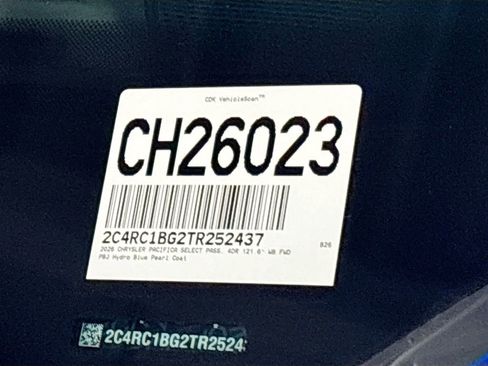 CDK VehicleScan™
CH26023
2C4RC1BG2TR252437
826
2026 CHRYSLER PACIFICA SELECT PASS. 4DR 121.6" WB FWD
PBJ Hydro Blue Pearl Coat
2C4RC1BG2TR2524